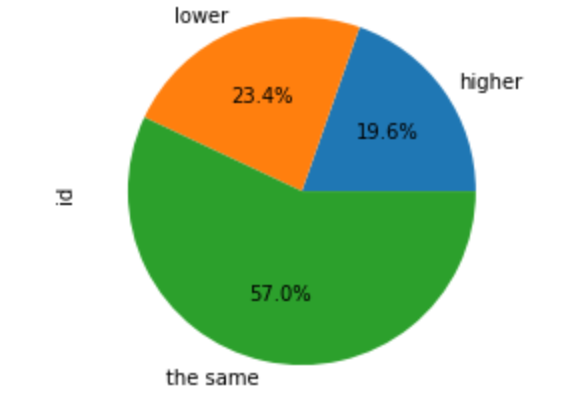 lower
higher
23.4%
19.6%
id
57.0%
the same